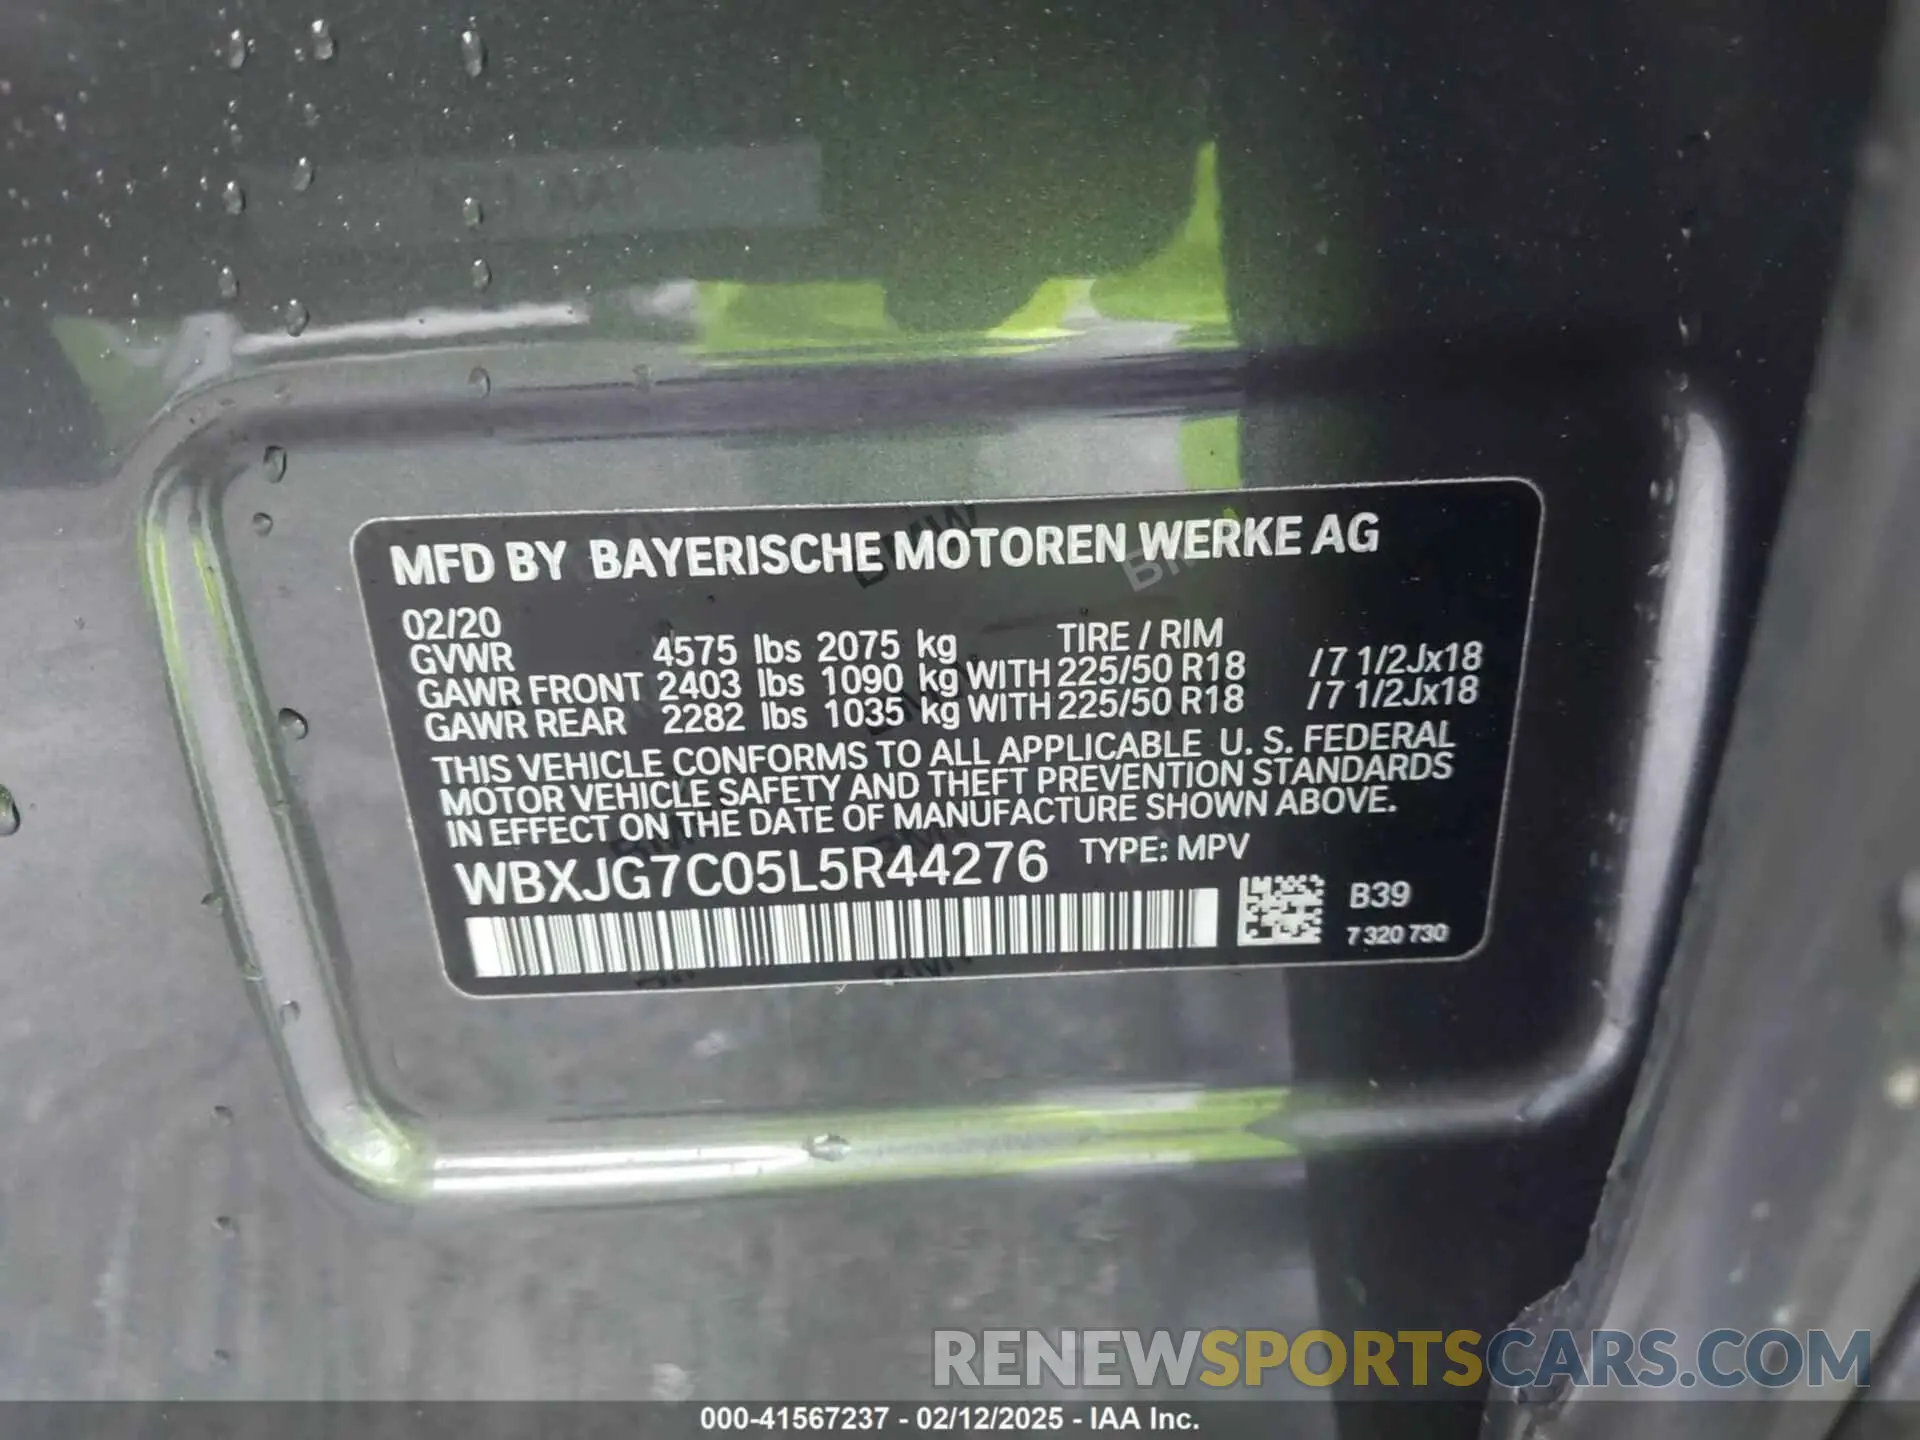 MFD BY BAYERISCHE MOTOREN WERKE AG
02/20
GVWR 4575 lbs 2075 kg TIRE / RIM
GAWR FRONT 2403 lbs 1090 kg WITH 225/50 R18 /7 1/2Jx18
GAWR REAR 2282 lbs 1035 kg WITH 225/50 R18 /7 1/2Jx18
THIS VEHICLE CONFORMS TO ALL APPLICABLE U. S. FEDERAL
MOTOR VEHICLE SAFETY AND THEFT PREVENTION STANDARDS
IN EFFECT ON THE DATE OF MANUFACTURE SHOWN ABOVE.
WBXJG7C05L5R44276 TYPE: MPV
B39
7 320 730
RENEWSPORTSCARS.COM
000-41567237 - 02/12/2025 - IAA Inc.